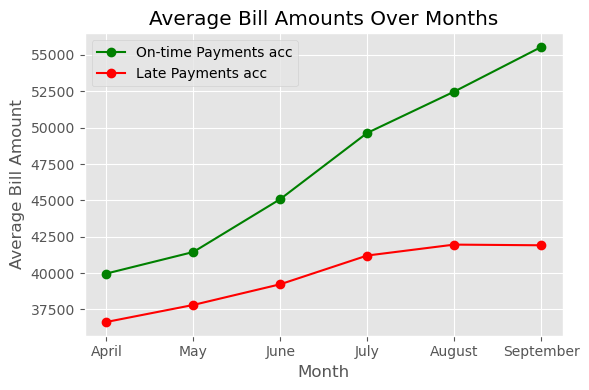 Average Bill Amounts Over Months
On-time Payments acc
Late Payments acc
Average Bill Amount
55000
52500
50000
47500
45000
42500
40000
37500
April May June July August September
Month